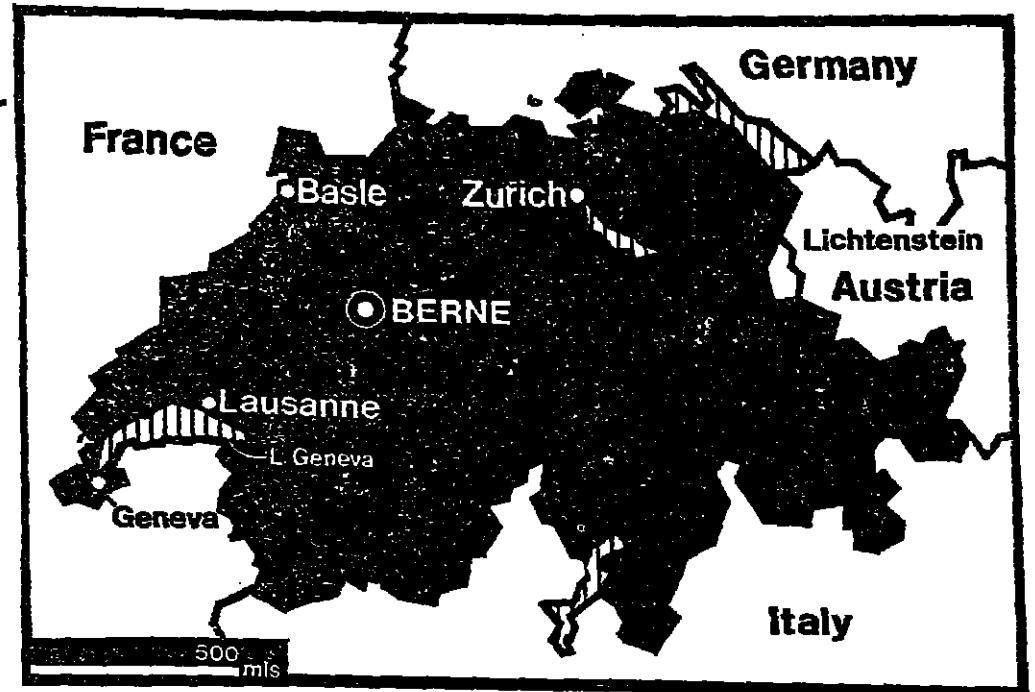 Germany
France
Basle
Zurich
Lichtenstein
Austria
BERNE
Lausanne
L. Geneva
Geneva
Italy
500
mls